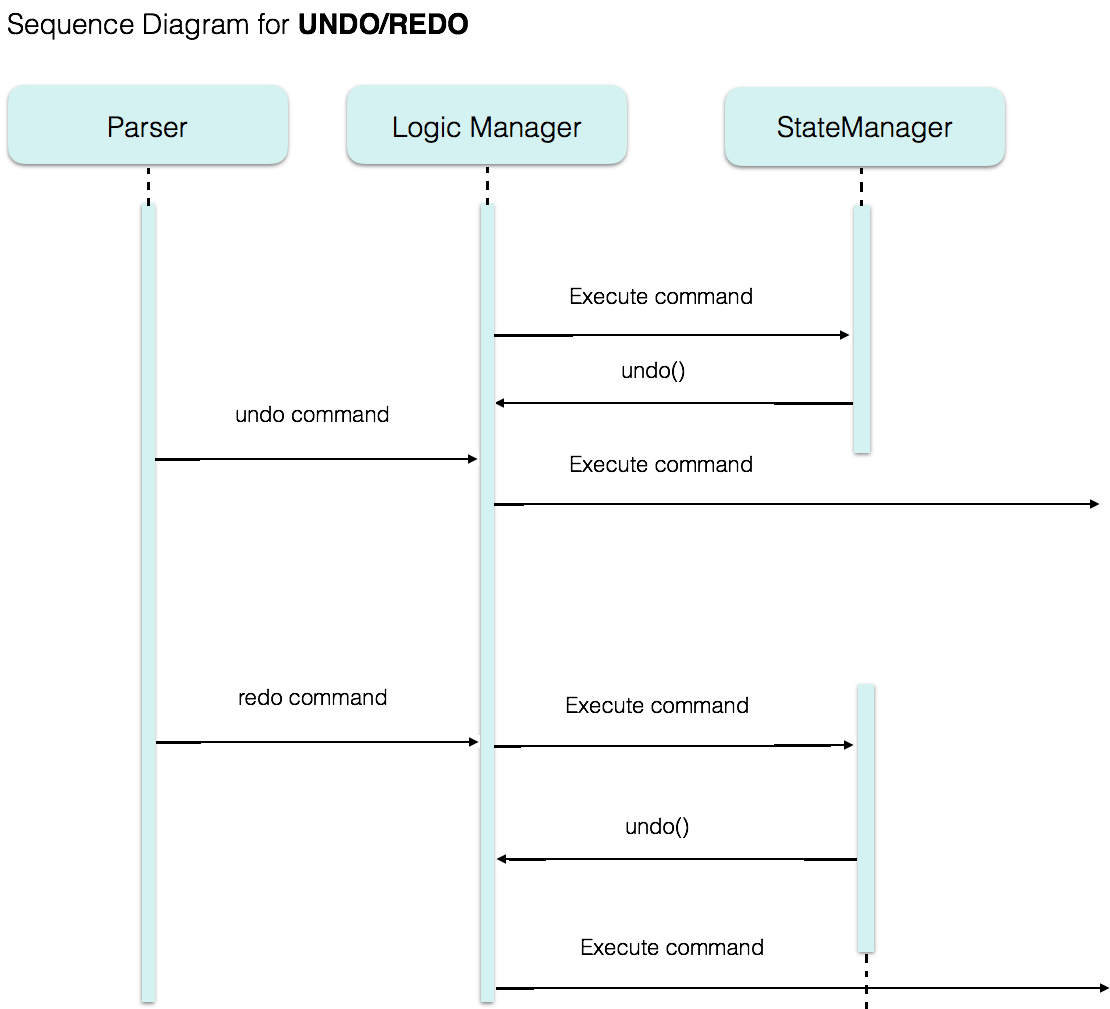 Sequence Diagram for UNDO/REDO
Parser
Logic Manager
StateManager
Execute command
undo()
undo command
Execute command
redo command
Execute command
undo()
Execute command